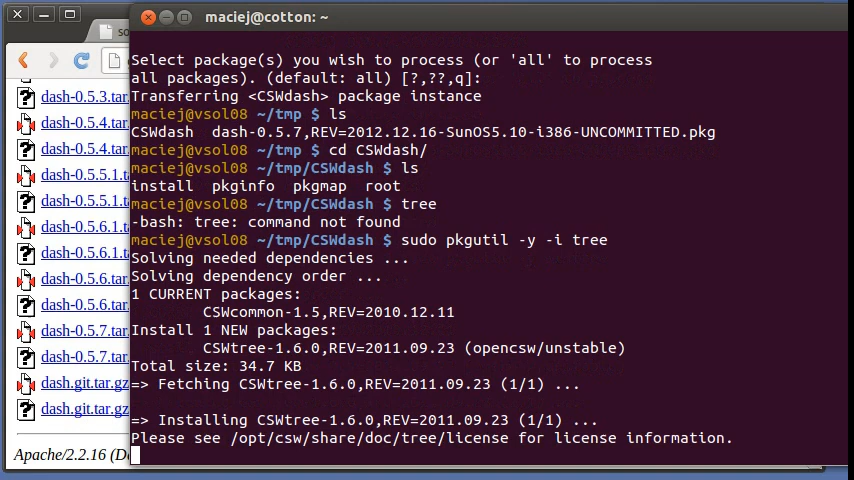 maciej@cotton: ~
so
dash-0.5.3.tar.
dash-0.5.4.tar.
dash-0.5.4.tar.
dash-0.5.5.1.ta
dash-0.5.5.1.ta
dash-0.5.6.1.ta
dash-0.5.6.1.ta
dash-0.5.6.tar.
dash-0.5.6.tar.
dash-0.5.7.tar.
dash-0.5.7.tar.
dash.git.tar.gz
dash.git.tar.gz
Apache/2.2.16 (De
Select package(s) you wish to process (or 'all' to process
all packages). (default: all) [?,??,q]:
Transferring <CSWdash> package instance
maciej@vsol08 ~/tmp $ ls
CSWdash  dash-0.5.7,REV=2012.12.16-SunOS5.10-i386-UNCOMMITTED.pkg
maciej@vsol08 ~/tmp $ cd CSWdash/
maciej@vsol08 ~/tmp/CSWdash $ ls
install  pkginfo  pkgmap  root
maciej@vsol08 ~/tmp/CSWdash $ tree
-bash: tree: command not found
maciej@vsol08 ~/tmp/CSWdash $ sudo pkgutil -y -i tree
Solving needed dependencies ...
Solving dependency order ...
1 CURRENT packages:
CSWcommon-1.5,REV=2010.12.11
Install 1 NEW packages:
CSWtree-1.6.0,REV=2011.09.23 (opencsw/unstable)
Total size: 34.7 KB
=> Fetching CSWtree-1.6.0,REV=2011.09.23 (1/1) ...
=> Installing CSWtree-1.6.0,REV=2011.09.23 (1/1) ...
Please see /opt/csw/share/doc/tree/license for license information.